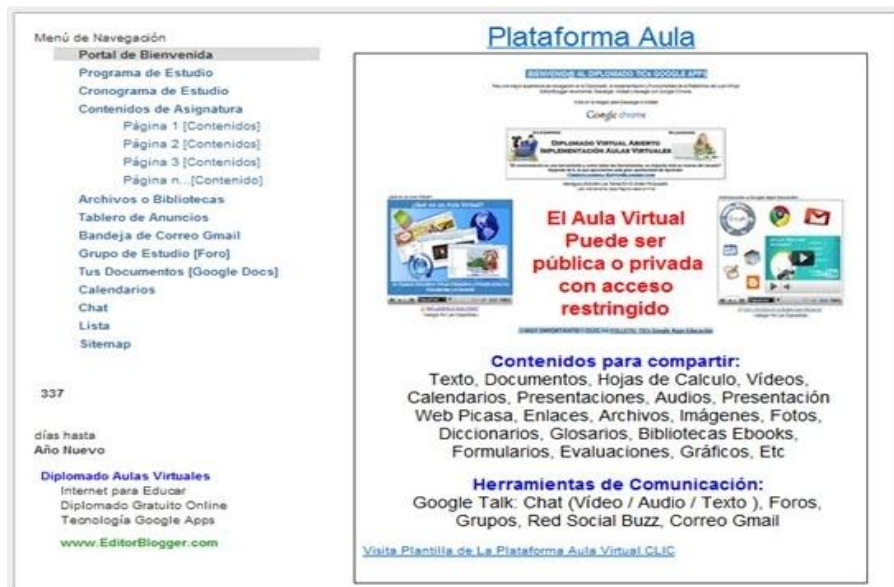 Menú de Navegación
Portal de Bienvenida
Programa de Estudio
Cronograma de Estudio
Contenidos de Asignatura
Página 1 [Contenidos]
Página 2 [Contenidos]
Página 3 [Contenidos]
Página n...[Contenido]
Archivos o Bibliotecas
Tablero de Anuncios
Bandeja de Correo Gmail
Grupo de Estudio [Foro]
Tus Documentos [Google Docs]
Calendarios
Chat
Lista
Sitemap
337
días hasta
Año Nuevo
Diplomado Aulas Virtuales
Internet para Educar
Diplomado Gratuito Online
Tecnología Google Apps
www.EditorBlogger.com
Plataforma Aula
BIENVENID@ AL DIPLOMADO TICs GOOGLE APPS
Google chrome
DIPLOMADO VIRTUAL ABIERTO
IMPLEMENTACIÓN AULAS VIRTUALES
¿Qué es un Aula Virtual?
El Aula Virtual
Puede ser
pública o privada
con acceso
restringido
Contenidos para compartir:
Texto, Documentos, Hojas de Calculo, Vídeos,
Calendarios, Presentaciones, Audios, Presentación
Web Picasa, Enlaces, Archivos, Imágenes, Fotos,
Diccionarios, Glosarios, Bibliotecas Ebooks,
Formularios, Evaluaciones, Gráficos, Etc
Herramientas de Comunicación:
Google Talk: Chat (Vídeo / Audio / Texto ), Foros,
Grupos, Red Social Buzz, Correo Gmail
Visita Plantilla de La Plataforma Aula Virtual CLIC